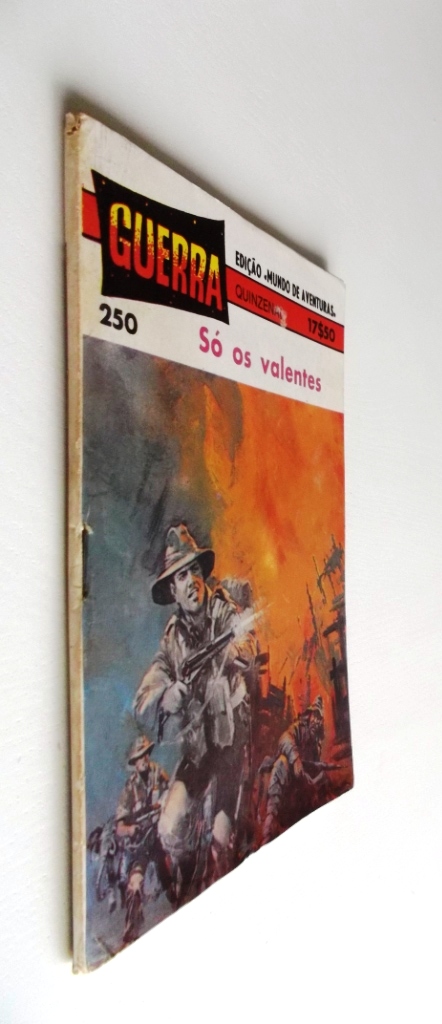 GUERRA
EDIÇÃO «MUNDO DE AVENTURAS»
QUINZENAL
17$50
250
Só os valentes